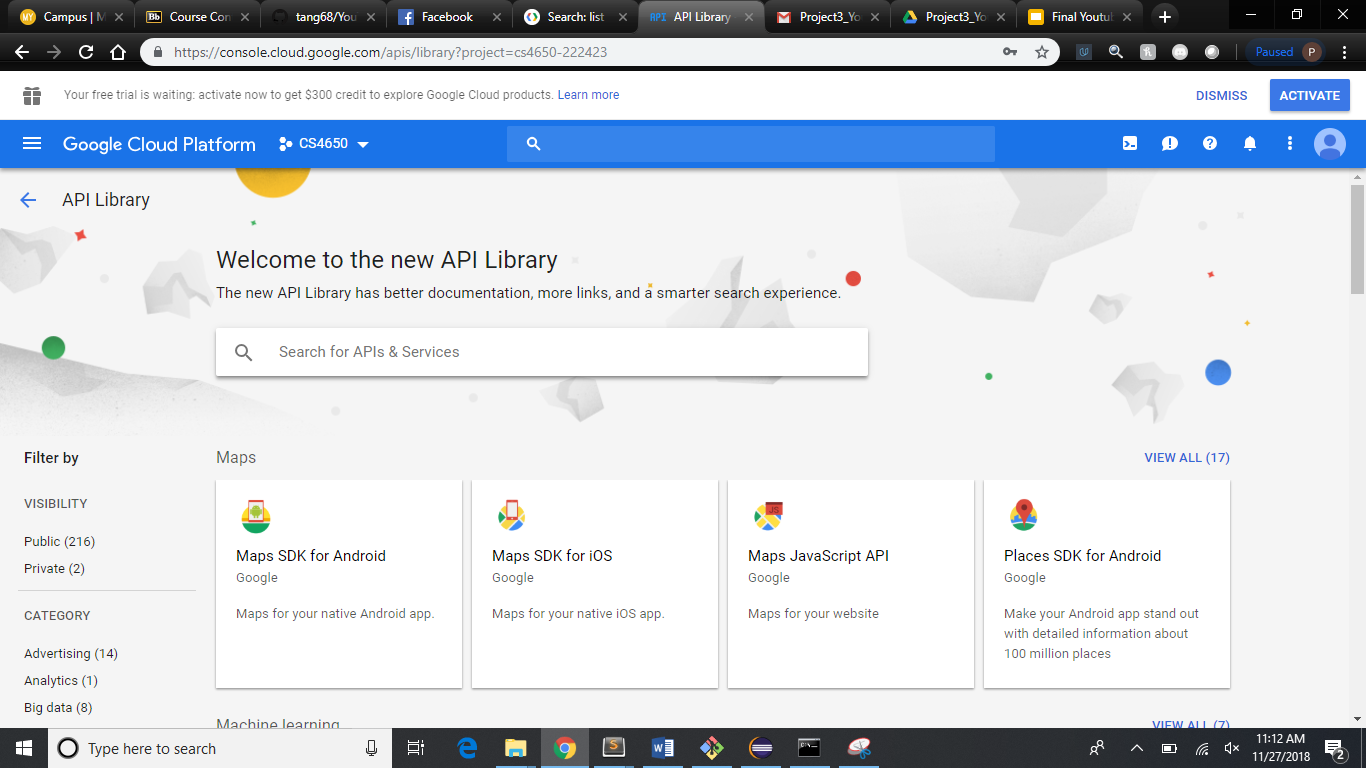 Campus | M
Bb Course Con
tang68/You
Facebook
Search: list
API API Library
Project3_Yo
Project3_Yo
Final Youtub
https://console.cloud.google.com/apis/library?project=cs4650-222423
Paused P
Your free trial is waiting: activate now to get $300 credit to explore Google Cloud products. Learn more
DISMISS
ACTIVATE
Google Cloud Platform
CS4650
API Library
Welcome to the new API Library
The new API Library has better documentation, more links, and a smarter search experience.
Search for APIs & Services
Filter by
VISIBILITY
Public (216)
Private (2)
CATEGORY
Advertising (14)
Analytics (1)
Big data (8)
Maps
VIEW ALL (17)
Maps SDK for Android
Google
Maps for your native Android app.
Maps SDK for iOS
Google
Maps for your native iOS app.
JS
Maps JavaScript API
Google
Maps for your website
Places SDK for Android
Google
Make your Android app stand out
with detailed information about
100 million places
Machine learning
VIEW ALL (7)
Type here to search
11:12 AM
11/27/2018
2